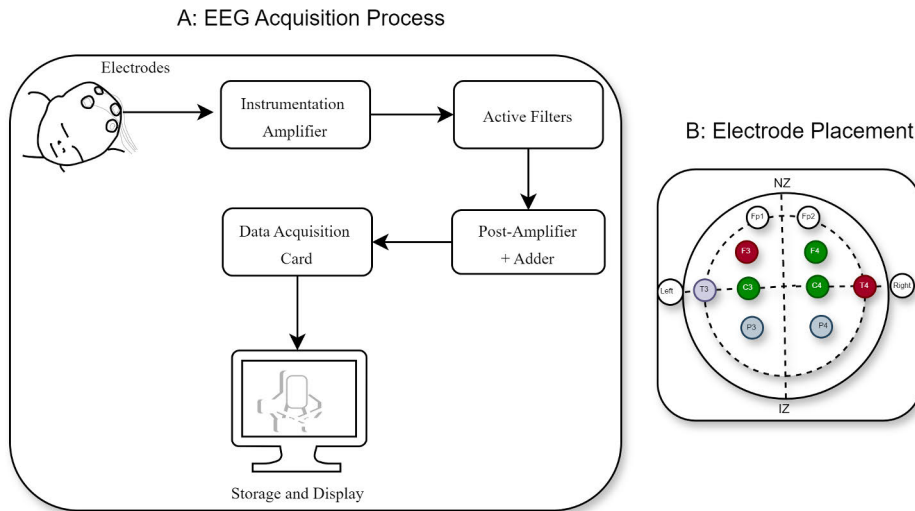 A: EEG Acquisition Process
Electrodes
Instrumentation
Amplifier
Active Filters
Data Acquisition
Card
Post-Amplifier
+ Adder
Storage and Display
B: Electrode Placement
NZ
Fp1 Fp2
F3 F4
Left T3 C3 C4 T4 Right
P3 P4
IZ